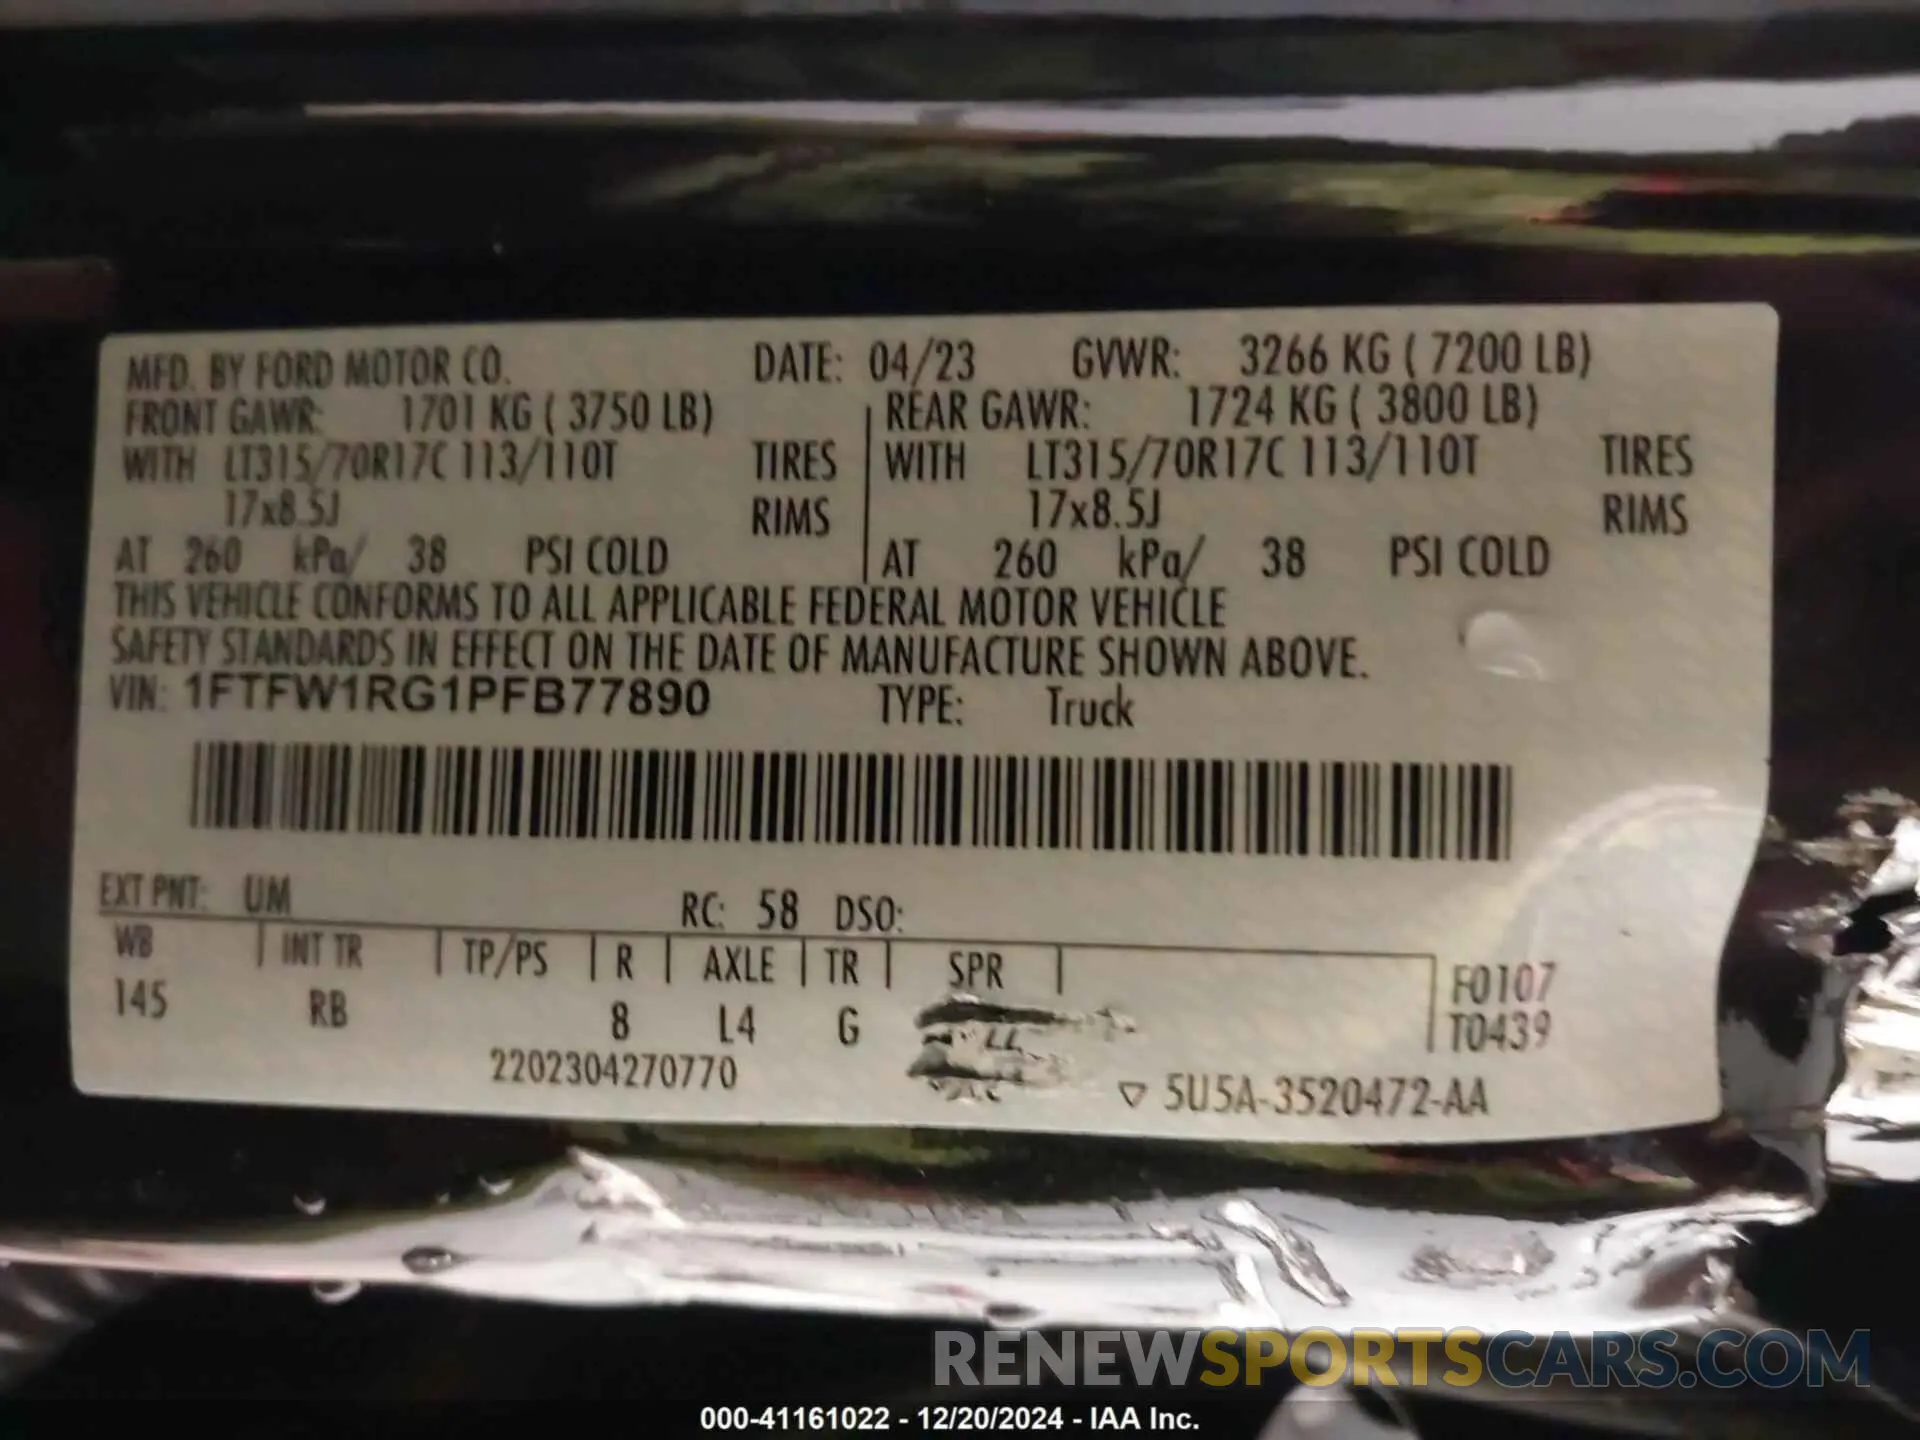 MFD. BY FORD MOTOR CO. DATE: 04/23 GVWR: 3266 KG ( 7200 LB)
FRONT GAWR: 1701 KG ( 3750 LB) REAR GAWR: 1724 KG ( 3800 LB)
WITH LT315/70R17C 113/110T TIRES WITH LT315/70R17C 113/110T TIRES
17x8.5J RIMS 17x8.5J RIMS
AT 260 kPa/ 38 PSI COLD AT 260 kPa/ 38 PSI COLD
THIS VEHICLE CONFORMS TO ALL APPLICABLE FEDERAL MOTOR VEHICLE
SAFETY STANDARDS IN EFFECT ON THE DATE OF MANUFACTURE SHOWN ABOVE.
VIN: 1FTFW1RG1PFB77890 TYPE: Truck
EXT PNT: UM RC: 58 DSO:
WB INT TR TP/PS R AXLE TR SPR F0107
145 RB 8 L4 G T0439
2202304270770 ▽ 5U5A-3520472-AA
RENEWSPORTSCARS.COM
000-41161022 - 12/20/2024 - IAA Inc.